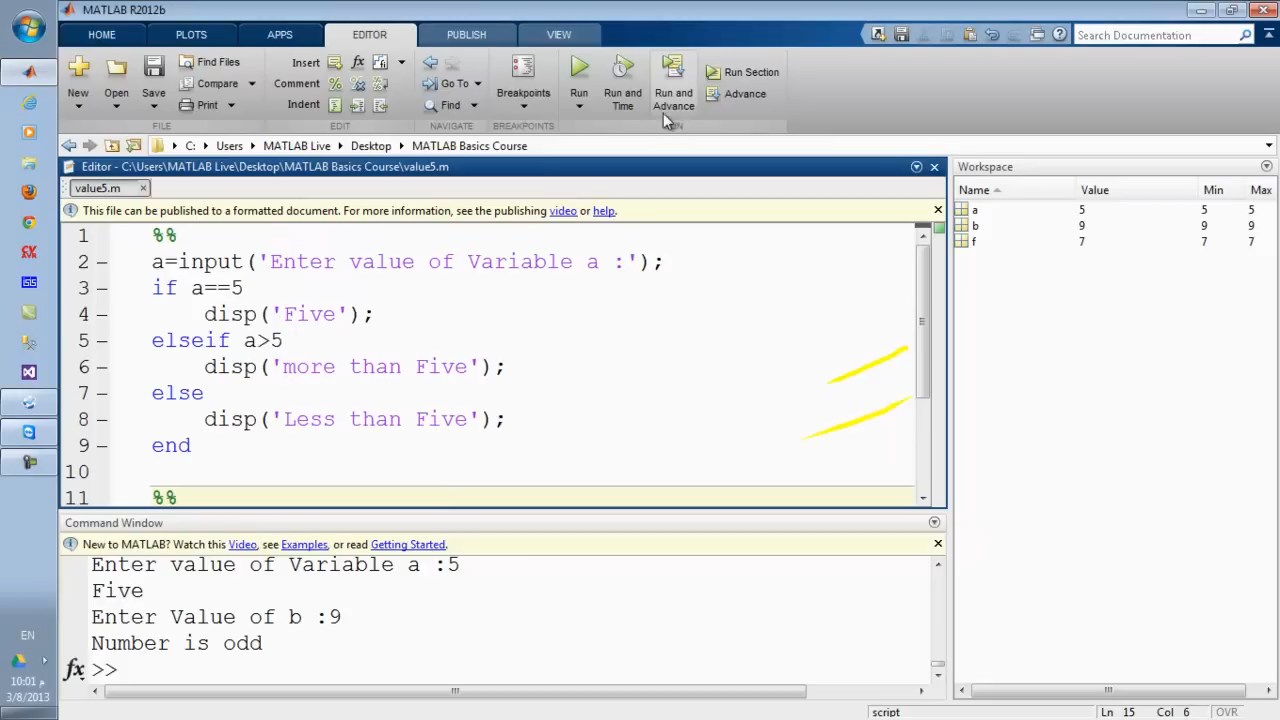 MATLAB R2012b
HOME PLOTS APPS EDITOR PUBLISH VIEW
Search Documentation
New Open Save Find Files Compare Print
Insert fx
Comment
Indent
Go To Find
Breakpoints Run Run and Time Run and Advance Run Section Advance
FILE EDIT NAVIGATE BREAKPOINTS
C: Users MATLAB Live Desktop MATLAB Basics Course
Editor - C:\Users\MATLAB Live\Desktop\MATLAB Basics Course\value5.m
value5.m
This file can be published to a formatted document. For more information, see the publishing video or help.
1 %%
2 – a=input('Enter value of Variable a :');
3 – if a==5
4 – disp('Five');
5 – elseif a>5
6 – disp('more than Five');
7 – else
8 – disp('Less than Five');
9 – end
10
11 %%
Command Window
New to MATLAB? Watch this Video, see Examples, or read Getting Started.
Enter value of Variable a :5
Five
Enter Value of b :9
Number is odd
fx >>
Workspace
Name Value Min Max
a 5 5 5
b 9 9 9
f 7 7 7
EN
10:01 م
3/8/2013
script Ln 15 Col 6 OVR